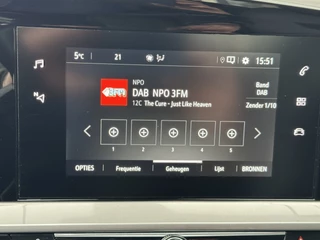 5°C 21 15:51
NPO
3FM
DAB NPO 3FM
12C The Cure - Just Like Heaven
Band
DAB
Zender 1/10
1 2 3 4 5
OPTIES Frequentie Geheugen Lijst BRONNEN
N